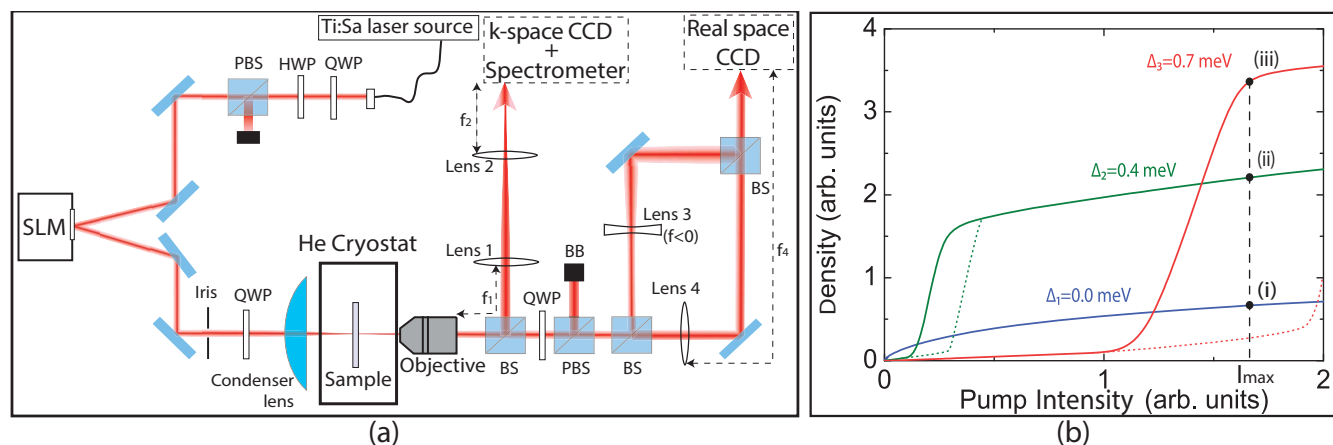 Ti:Sa laser source
PBS
HWP
QWP
k-space CCD
+
Spectrometer
Real space
CCD
f2
Lens 2
BS
SLM
Lens 3
(f<0)
f4
He Cryostat
Lens 1
BB
Iris
QWP
f1
QWP
Lens 4
Condenser
lens
Sample
Objective
BS
PBS
BS
(a)
Density (arb. units)
4
3
2
1
0
Δ3=0.7 meV
(iii)
Δ2=0.4 meV
(ii)
Δ1=0.0 meV
(i)
0
1
Imax
2
Pump Intensity (arb. units)
(b)